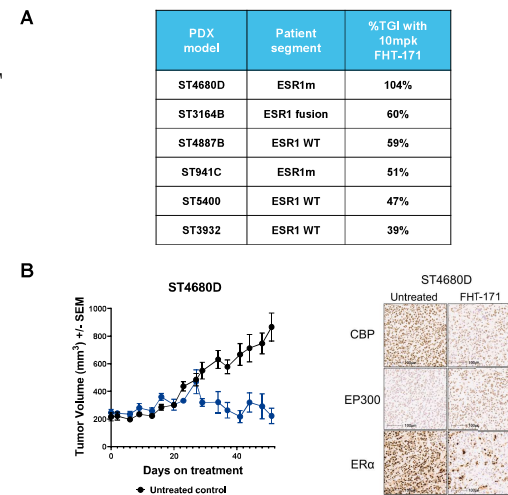 A
PDX model
Patient segment
%TGI with 10mpk FHT-171
ST4680D ESR1m 104%
ST3164B ESR1 fusion 60%
ST4887B ESR1 WT 59%
ST941C ESR1m 51%
ST5400 ESR1 WT 47%
ST3932 ESR1 WT 39%
B
ST4680D
Tumor Volume (mm³) +/- SEM
1000
800
600
400
200
0
0 20 40
Days on treatment
Untreated control
ST4680D
Untreated FHT-171
CBP
EP300
ERα